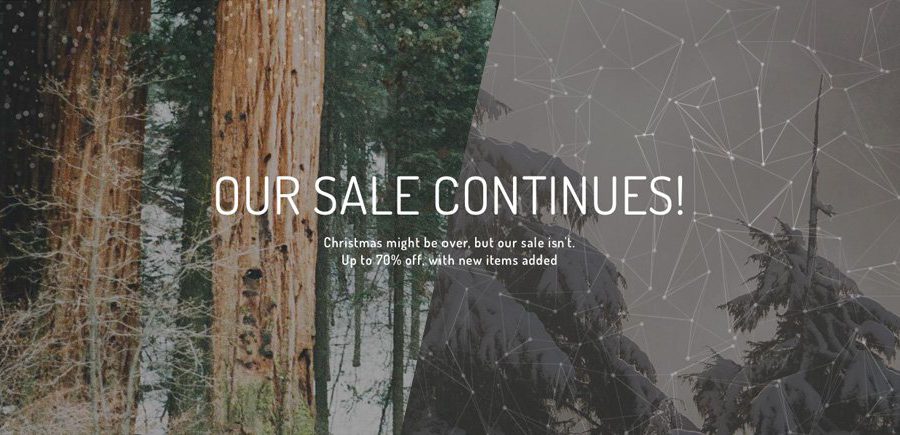 OUR SALE CONTINUES!
Christmas might be over, but our sale isn't.
Up to 70% off, with new items added